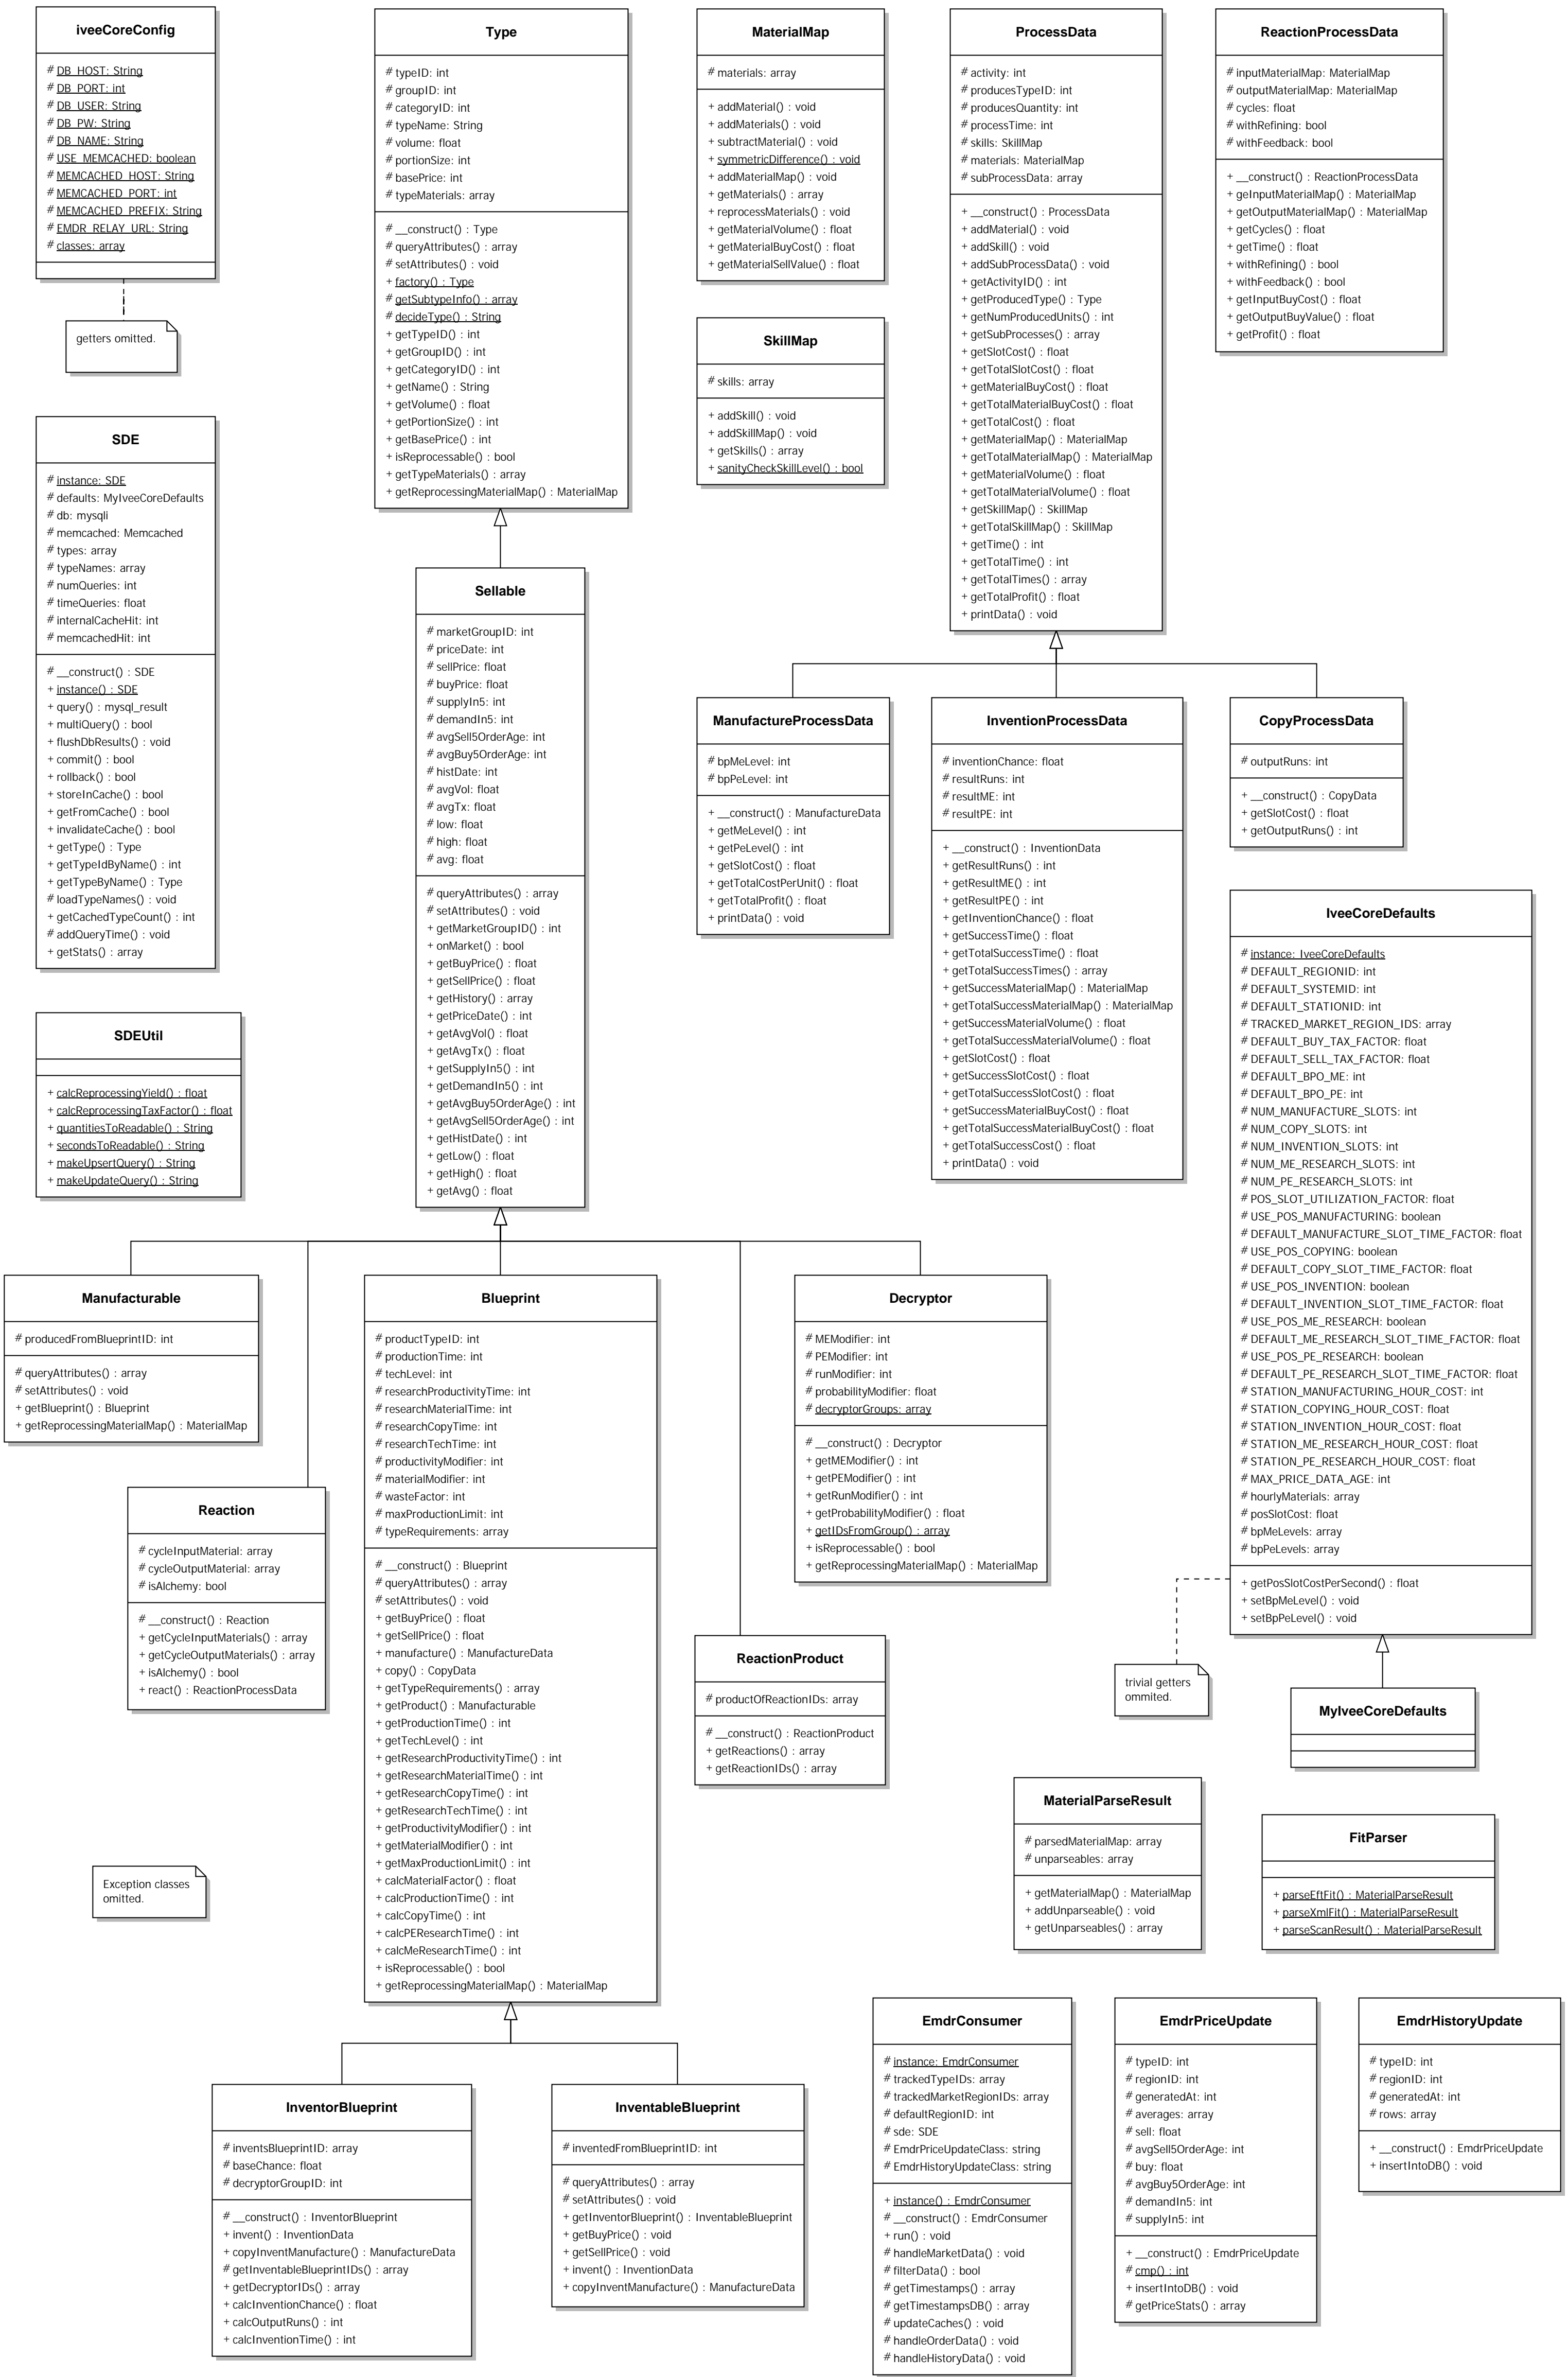 iveeCoreConfig
# DB_HOST: String
# DB_PORT: int
# DB_USER: String
# DB_PW: String
# DB_NAME: String
# USE_MEMCACHED: boolean
# MEMCACHED_HOST: String
# MEMCACHED_PORT: int
# MEMCACHED_PREFIX: String
# EMDR_RELAY_URL: String
# classes: array
getters omitted.
SDE
# instance: SDE
# defaults: MyIveeCoreDefaults
# db: mysqli
# memcached: Memcached
# types: array
# typeNames: array
# numQueries: int
# timeQueries: float
# internalCacheHit: int
# memcachedHit: int
# __construct() : SDE
+ instance() : SDE
+ query() : mysql_result
+ multiQuery() : bool
+ flushDbResults() : void
+ commit() : bool
+ rollback() : bool
+ storeInCache() : bool
+ getFromCache() : bool
+ invalidateCache() : bool
+ getType() : Type
+ getTypeIdByName() : int
+ getTypeByName() : Type
# loadTypeNames() : void
+ getCachedTypeCount() : int
# addQueryTime() : void
+ getStats() : array
SDEUtil
+ calcReprocessingYield() : float
+ calcReprocessingTaxFactor() : float
+ quantitiesToReadable() : String
+ secondsToReadable() : String
+ makeUpsertQuery() : String
+ makeUpdateQuery() : String
Type
# typeID: int
# groupID: int
# categoryID: int
# typeName: String
# volume: float
# portionSize: int
# basePrice: int
# typeMaterials: array
# __construct() : Type
# queryAttributes() : array
# setAttributes() : void
+ factory() : Type
# getSubtypeInfo() : array
# decideType() : String
+ getTypeID() : int
+ getGroupID() : int
+ getCategoryID() : int
+ getName() : String
+ getVolume() : float
+ getPortionSize() : int
+ getBasePrice() : int
+ isReprocessable() : bool
+ getTypeMaterials() : array
+ getReprocessingMaterialMap() : MaterialMap
Sellable
# marketGroupID: int
# priceDate: int
# sellPrice: float
# buyPrice: float
# supplyIn5: int
# demandIn5: int
# avgSell5OrderAge: int
# avgBuy5OrderAge: int
# histDate: int
# avgVol: float
# avgTx: float
# low: float
# high: float
# avg: float
# queryAttributes() : array
# setAttributes() : void
+ getMarketGroupID() : int
+ onMarket() : bool
+ getBuyPrice() : float
+ getSellPrice() : float
+ getHistory() : array
+ getPriceDate() : int
+ getAvgVol() : float
+ getAvgTx() : float
+ getSupplyIn5() : int
+ getDemandIn5() : int
+ getAvgBuy5OrderAge() : int
+ getAvgSell5OrderAge() : int
+ getHistDate() : int
+ getLow() : float
+ getHigh() : float
+ getAvg() : float
MaterialMap
# materials: array
+ addMaterial() : void
+ addMaterials() : void
+ subtractMaterial() : void
+ symmetricDifference() : void
+ addMaterialMap() : void
+ getMaterials() : array
+ reprocessMaterials() : void
+ getMaterialVolume() : float
+ getMaterialBuyCost() : float
+ getMaterialSellValue() : float
SkillMap
# skills: array
+ addSkill() : void
+ addSkillMap() : void
+ getSkills() : array
+ sanityCheckSkillLevel() : bool
ProcessData
# activity: int
# producesTypeID: int
# producesQuantity: int
# processTime: int
# skills: SkillMap
# materials: MaterialMap
# subProcessData: array
+ __construct() : ProcessData
+ addMaterial() : void
+ addSkill() : void
+ addSubProcessData() : void
+ getActivityID() : int
+ getProducedType() : Type
+ getNumProducedUnits() : int
+ getSubProcesses() : array
+ getSlotCost() : float
+ getTotalSlotCost() : float
+ getMaterialBuyCost() : float
+ getTotalMaterialBuyCost() : float
+ getTotalCost() : float
+ getMaterialMap() : MaterialMap
+ getTotalMaterialMap() : MaterialMap
+ getMaterialVolume() : float
+ getTotalMaterialVolume() : float
+ getSkillMap() : SkillMap
+ getTotalSkillMap() : SkillMap
+ getTime() : int
+ getTotalTime() : int
+ getTotalTimes() : array
+ getTotalProfit() : float
+ printData() : void
ReactionProcessData
# inputMaterialMap: MaterialMap
# outputMaterialMap: MaterialMap
# cycles: float
# withRefining: bool
# withFeedback: bool
+ __construct() : ReactionProcessData
+ geInputMaterialMap() : MaterialMap
+ getOutputMaterialMap() : MaterialMap
+ getCycles() : float
+ getTime() : float
+ withRefining() : bool
+ withFeedback() : bool
+ getInputBuyCost() : float
+ getOutputBuyValue() : float
+ getProfit() : float
ManufactureProcessData
# bpMeLevel: int
# bpPeLevel: int
+ __construct() : ManufactureData
+ getMeLevel() : int
+ getPeLevel() : int
+ getSlotCost() : float
+ getTotalCostPerUnit() : float
+ getTotalProfit() : float
+ printData() : void
InventionProcessData
# inventionChance: float
# resultRuns: int
# resultME: int
# resultPE: int
+ __construct() : InventionData
+ getResultRuns() : int
+ getResultME() : int
+ getResultPE() : int
+ getInventionChance() : float
+ getSuccessTime() : float
+ getTotalSuccessTime() : float
+ getTotalSuccessTimes() : array
+ getSuccessMaterialMap() : MaterialMap
+ getTotalSuccessMaterialMap() : MaterialMap
+ getSuccessMaterialVolume() : float
+ getTotalSuccessMaterialVolume() : float
+ getSlotCost() : float
+ getSuccessSlotCost() : float
+ getTotalSuccessSlotCost() : float
+ getSuccessMaterialBuyCost() : float
+ getTotalSuccessMaterialBuyCost() : float
+ getTotalSuccessCost() : float
+ printData() : void
CopyProcessData
# outputRuns: int
+ __construct() : CopyData
+ getSlotCost() : float
+ getOutputRuns() : int
IveeCoreDefaults
# instance: IveeCoreDefaults
# DEFAULT_REGIONID: int
# DEFAULT_SYSTEMID: int
# DEFAULT_STATIONID: int
# TRACKED_MARKET_REGION_IDS: array
# DEFAULT_BUY_TAX_FACTOR: float
# DEFAULT_SELL_TAX_FACTOR: float
# DEFAULT_BPO_ME: int
# DEFAULT_BPO_PE: int
# NUM_MANUFACTURE_SLOTS: int
# NUM_COPY_SLOTS: int
# NUM_INVENTION_SLOTS: int
# NUM_ME_RESEARCH_SLOTS: int
# NUM_PE_RESEARCH_SLOTS: int
# POS_SLOT_UTILIZATION_FACTOR: float
# USE_POS_MANUFACTURING: boolean
# DEFAULT_MANUFACTURE_SLOT_TIME_FACTOR: float
# USE_POS_COPYING: boolean
# DEFAULT_COPY_SLOT_TIME_FACTOR: float
# USE_POS_INVENTION: boolean
# DEFAULT_INVENTION_SLOT_TIME_FACTOR: float
# USE_POS_ME_RESEARCH: boolean
# DEFAULT_ME_RESEARCH_SLOT_TIME_FACTOR: float
# USE_POS_PE_RESEARCH: boolean
# DEFAULT_PE_RESEARCH_SLOT_TIME_FACTOR: float
# STATION_MANUFACTURING_HOUR_COST: int
# STATION_COPYING_HOUR_COST: float
# STATION_INVENTION_HOUR_COST: float
# STATION_ME_RESEARCH_HOUR_COST: float
# STATION_PE_RESEARCH_HOUR_COST: float
# MAX_PRICE_DATA_AGE: int
# hourlyMaterials: array
# posSlotCost: float
# bpMeLevels: array
# bpPeLevels: array
+ getPosSlotCostPerSecond() : float
+ setBpMeLevel() : void
+ setBpPeLevel() : void
trivial getters
ommited.
MyIveeCoreDefaults
Manufacturable
# producedFromBlueprintID: int
# queryAttributes() : array
# setAttributes() : void
+ getBlueprint() : Blueprint
+ getReprocessingMaterialMap() : MaterialMap
Reaction
# cycleInputMaterial: array
# cycleOutputMaterial: array
# isAlchemy: bool
# __construct() : Reaction
+ getCycleInputMaterials() : array
+ getCycleOutputMaterials() : array
+ isAlchemy() : bool
+ react() : ReactionProcessData
Exception classes
omitted.
Blueprint
# productTypeID: int
# productionTime: int
# techLevel: int
# researchProductivityTime: int
# researchMaterialTime: int
# researchCopyTime: int
# researchTechTime: int
# productivityModifier: int
# materialModifier: int
# wasteFactor: int
# maxProductionLimit: int
# typeRequirements: array
# __construct() : Blueprint
# queryAttributes() : array
# setAttributes() : void
+ getBuyPrice() : float
+ getSellPrice() : float
+ manufacture() : ManufactureData
+ copy() : CopyData
+ getTypeRequirements() : array
+ getProduct() : Manufacturable
+ getProductionTime() : int
+ getTechLevel() : int
+ getResearchProductivityTime() : int
+ getResearchMaterialTime() : int
+ getResearchCopyTime() : int
+ getResearchTechTime() : int
+ getProductivityModifier() : int
+ getMaterialModifier() : int
+ getMaxProductionLimit() : int
+ calcMaterialFactor() : float
+ calcProductionTime() : int
+ calcCopyTime() : int
+ calcPEResearchTime() : int
+ calcMeResearchTime() : int
+ isReprocessable() : bool
+ getReprocessingMaterialMap() : MaterialMap
Decryptor
# MEModifier: int
# PEModifier: int
# runModifier: int
# probabilityModifier: float
# decryptorGroups: array
# __construct() : Decryptor
+ getMEModifier() : int
+ getPEModifier() : int
+ getRunModifier() : int
+ getProbabilityModifier() : float
+ getIDsFromGroup() : array
+ isReprocessable() : bool
+ getReprocessingMaterialMap() : MaterialMap
ReactionProduct
# productOfReactionIDs: array
# __construct() : ReactionProduct
+ getReactions() : array
+ getReactionIDs() : array
MaterialParseResult
# parsedMaterialMap: array
# unparseables: array
+ getMaterialMap() : MaterialMap
+ addUnparseable() : void
+ getUnparseables() : array
FitParser
+ parseEftFit() : MaterialParseResult
+ parseXmlFit() : MaterialParseResult
+ parseScanResult() : MaterialParseResult
InventorBlueprint
# inventsBlueprintID: array
# baseChance: float
# decryptorGroupID: int
# __construct() : InventorBlueprint
+ invent() : InventionData
+ copyInventManufacture() : ManufactureData
# getInventableBlueprintIDs() : array
+ getDecryptorIDs() : array
+ calcInventionChance() : float
+ calcOutputRuns() : int
+ calcInventionTime() : int
InventableBlueprint
# inventedFromBlueprintID: int
# queryAttributes() : array
# setAttributes() : void
+ getInventorBlueprint() : InventableBlueprint
+ getBuyPrice() : void
+ getSellPrice() : void
+ invent() : InventionData
+ copyInventManufacture() : ManufactureData
EmdrConsumer
# instance: EmdrConsumer
# trackedTypeIDs: array
# trackedMarketRegionIDs: array
# defaultRegionID: int
# sde: SDE
# EmdrPriceUpdateClass: string
# EmdrHistoryUpdateClass: string
+ instance() : EmdrConsumer
# __construct() : EmdrConsumer
+ run() : void
# handleMarketData() : void
# filterData() : bool
# getTimestamps() : array
# getTimestampsDB() : array
# updateCaches() : void
# handleOrderData() : void
# handleHistoryData() : void
EmdrPriceUpdate
# typeID: int
# regionID: int
# generatedAt: int
# averages: array
# sell: float
# avgSell5OrderAge: int
# buy: float
# avgBuy5OrderAge: int
# demandIn5: int
# supplyIn5: int
+ __construct() : EmdrPriceUpdate
# cmp() : int
+ insertIntoDB() : void
# getPriceStats() : array
EmdrHistoryUpdate
# typeID: int
# regionID: int
# generatedAt: int
# rows: array
+ __construct() : EmdrPriceUpdate
+ insertIntoDB() : void